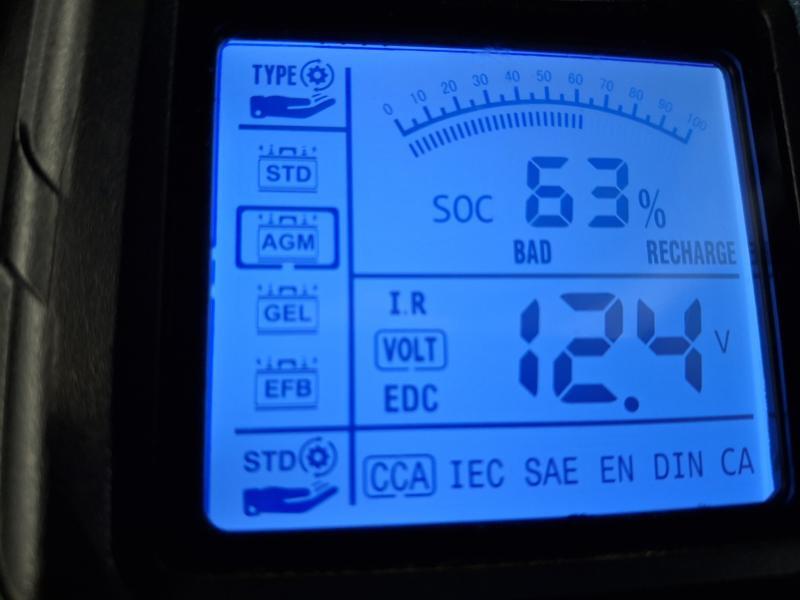 TYPE
0 10 20 30 40 50 60 70 80 90 100
STD
SOC 63%
AGM
BAD RECHARGE
GEL
I.R
VOLT 12.4 V
EFB
EDC
STD
CCA IEC SAE EN DIN CA